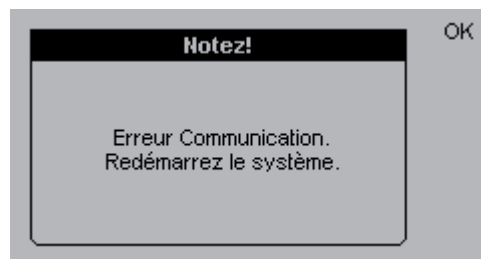 Notez!
OK
Erreur Communication.
Redémarrez le système.